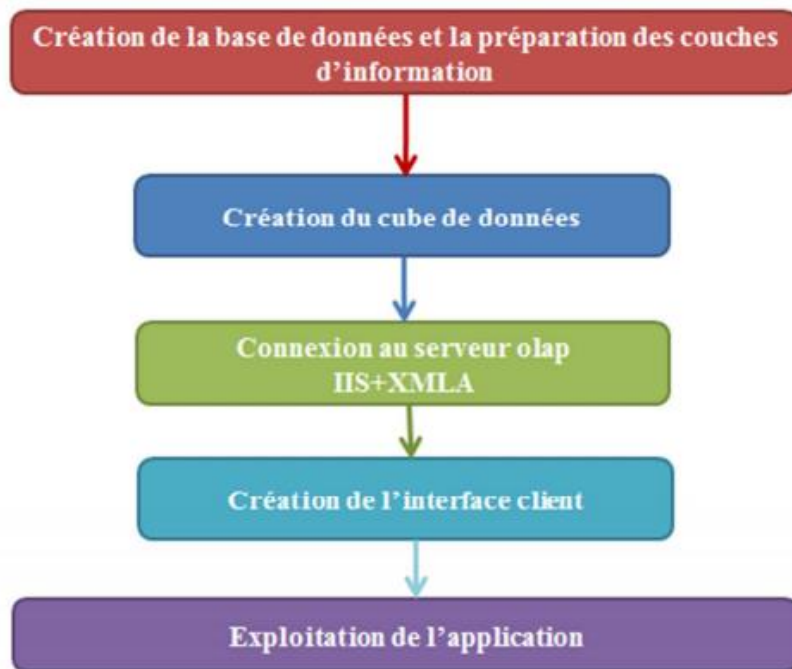 Création de la base de données et la préparation des couches
d’information
Création du cube de données
Connexion au serveur olap
IIS+XMLA
Création de l’interface client
Exploitation de l’application